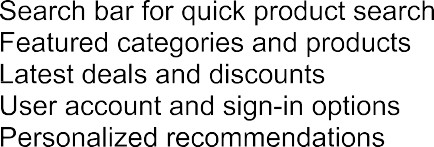 Search bar for quick product search
Featured categories and products
Latest deals and discounts
User account and sign-in options
Personalized recommendations